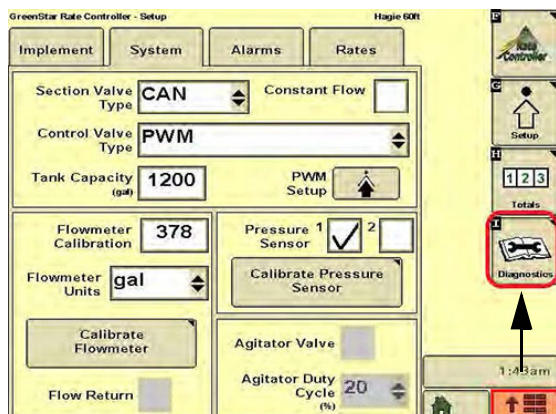 GreenStar Rate Controller - Setup
Hagie 60ft
Implement
System
Alarms
Rates
Section Valve
Type
CAN
Constant Flow
Control Valve
Type
PWM
Tank Capacity
(gal)
1200
PWM
Setup
Flowmeter
Calibration
378
Pressure
Sensor
1
2
Flowmeter
Units
gal
Calibrate Pressure
Sensor
Calibrate
Flowmeter
Agitator Valve
Flow Return
Agitator Duty
Cycle
(%)
20
F
Rate
Controller
G
Setup
H
1 2 3
Totals
I
Diagnostics
1:43am